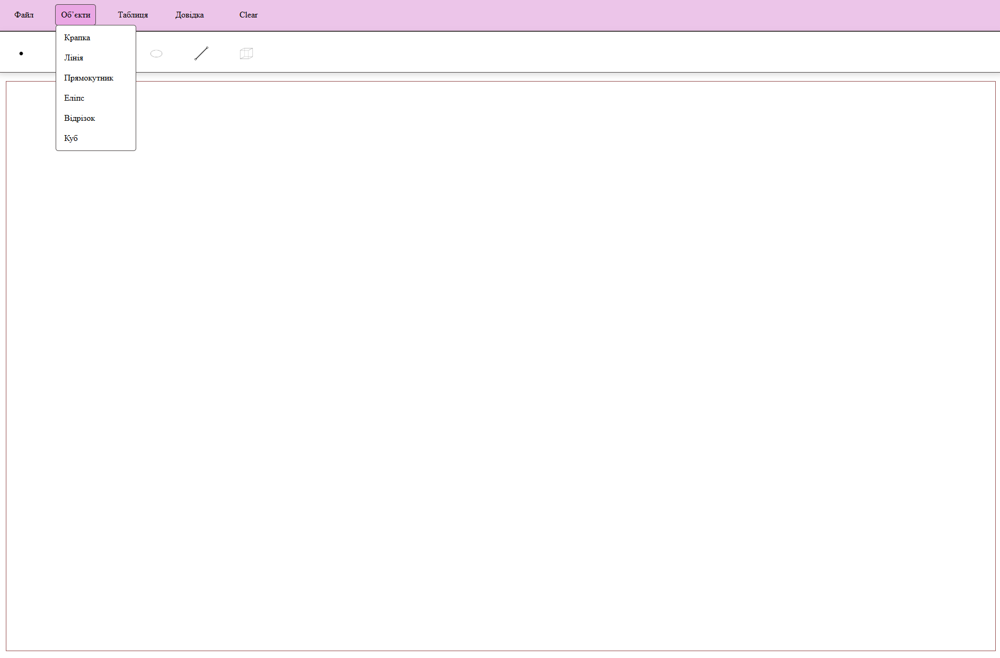 Файл Об’єкти Таблиця Довідка Clear
Крапка
Лінія
Прямокутник
Еліпс
Відрізок
Куб